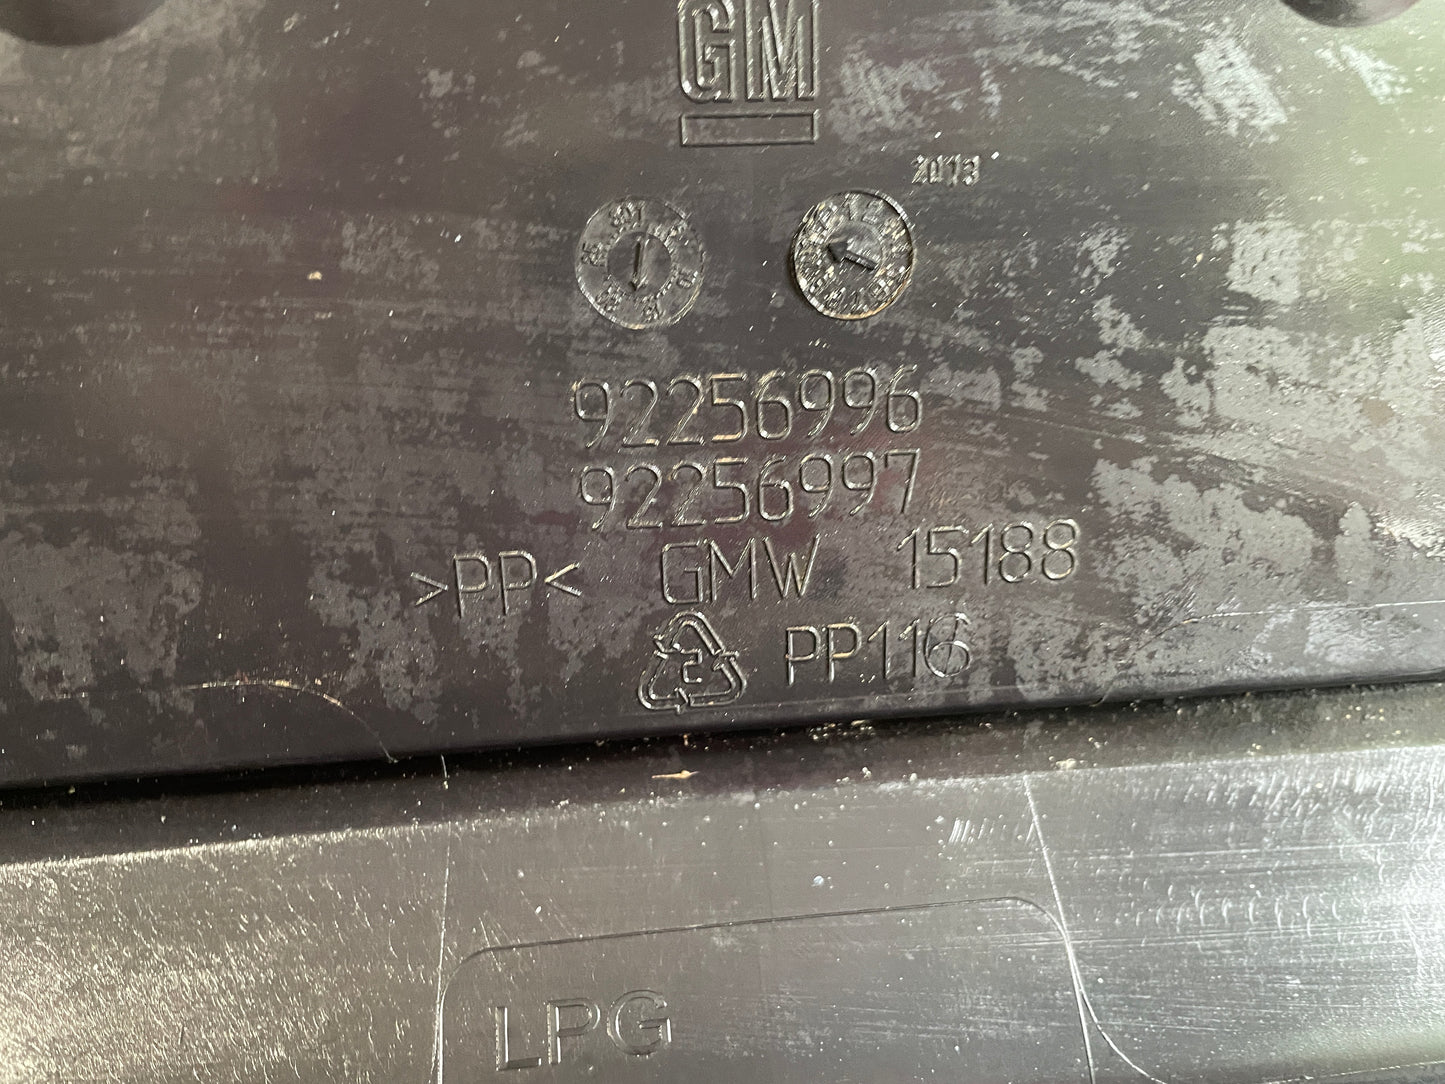 GM
2013
92256996
92256997
>PP< GMW 15188
PP116
LPG